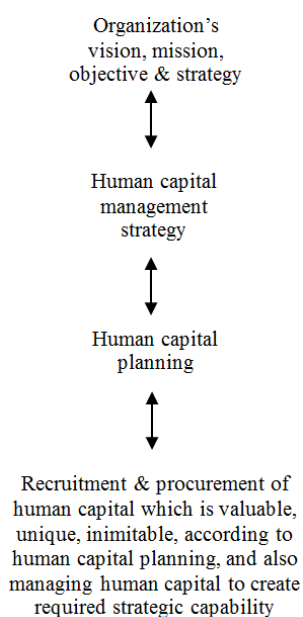 Organization's
vision, mission,
objective & strategy
Human capital
management
strategy
Human capital
planning
Recruitment & procurement of
human capital which is valuable,
unique, inimitable, according to
human capital planning, and also
managing human capital to create
required strategic capability